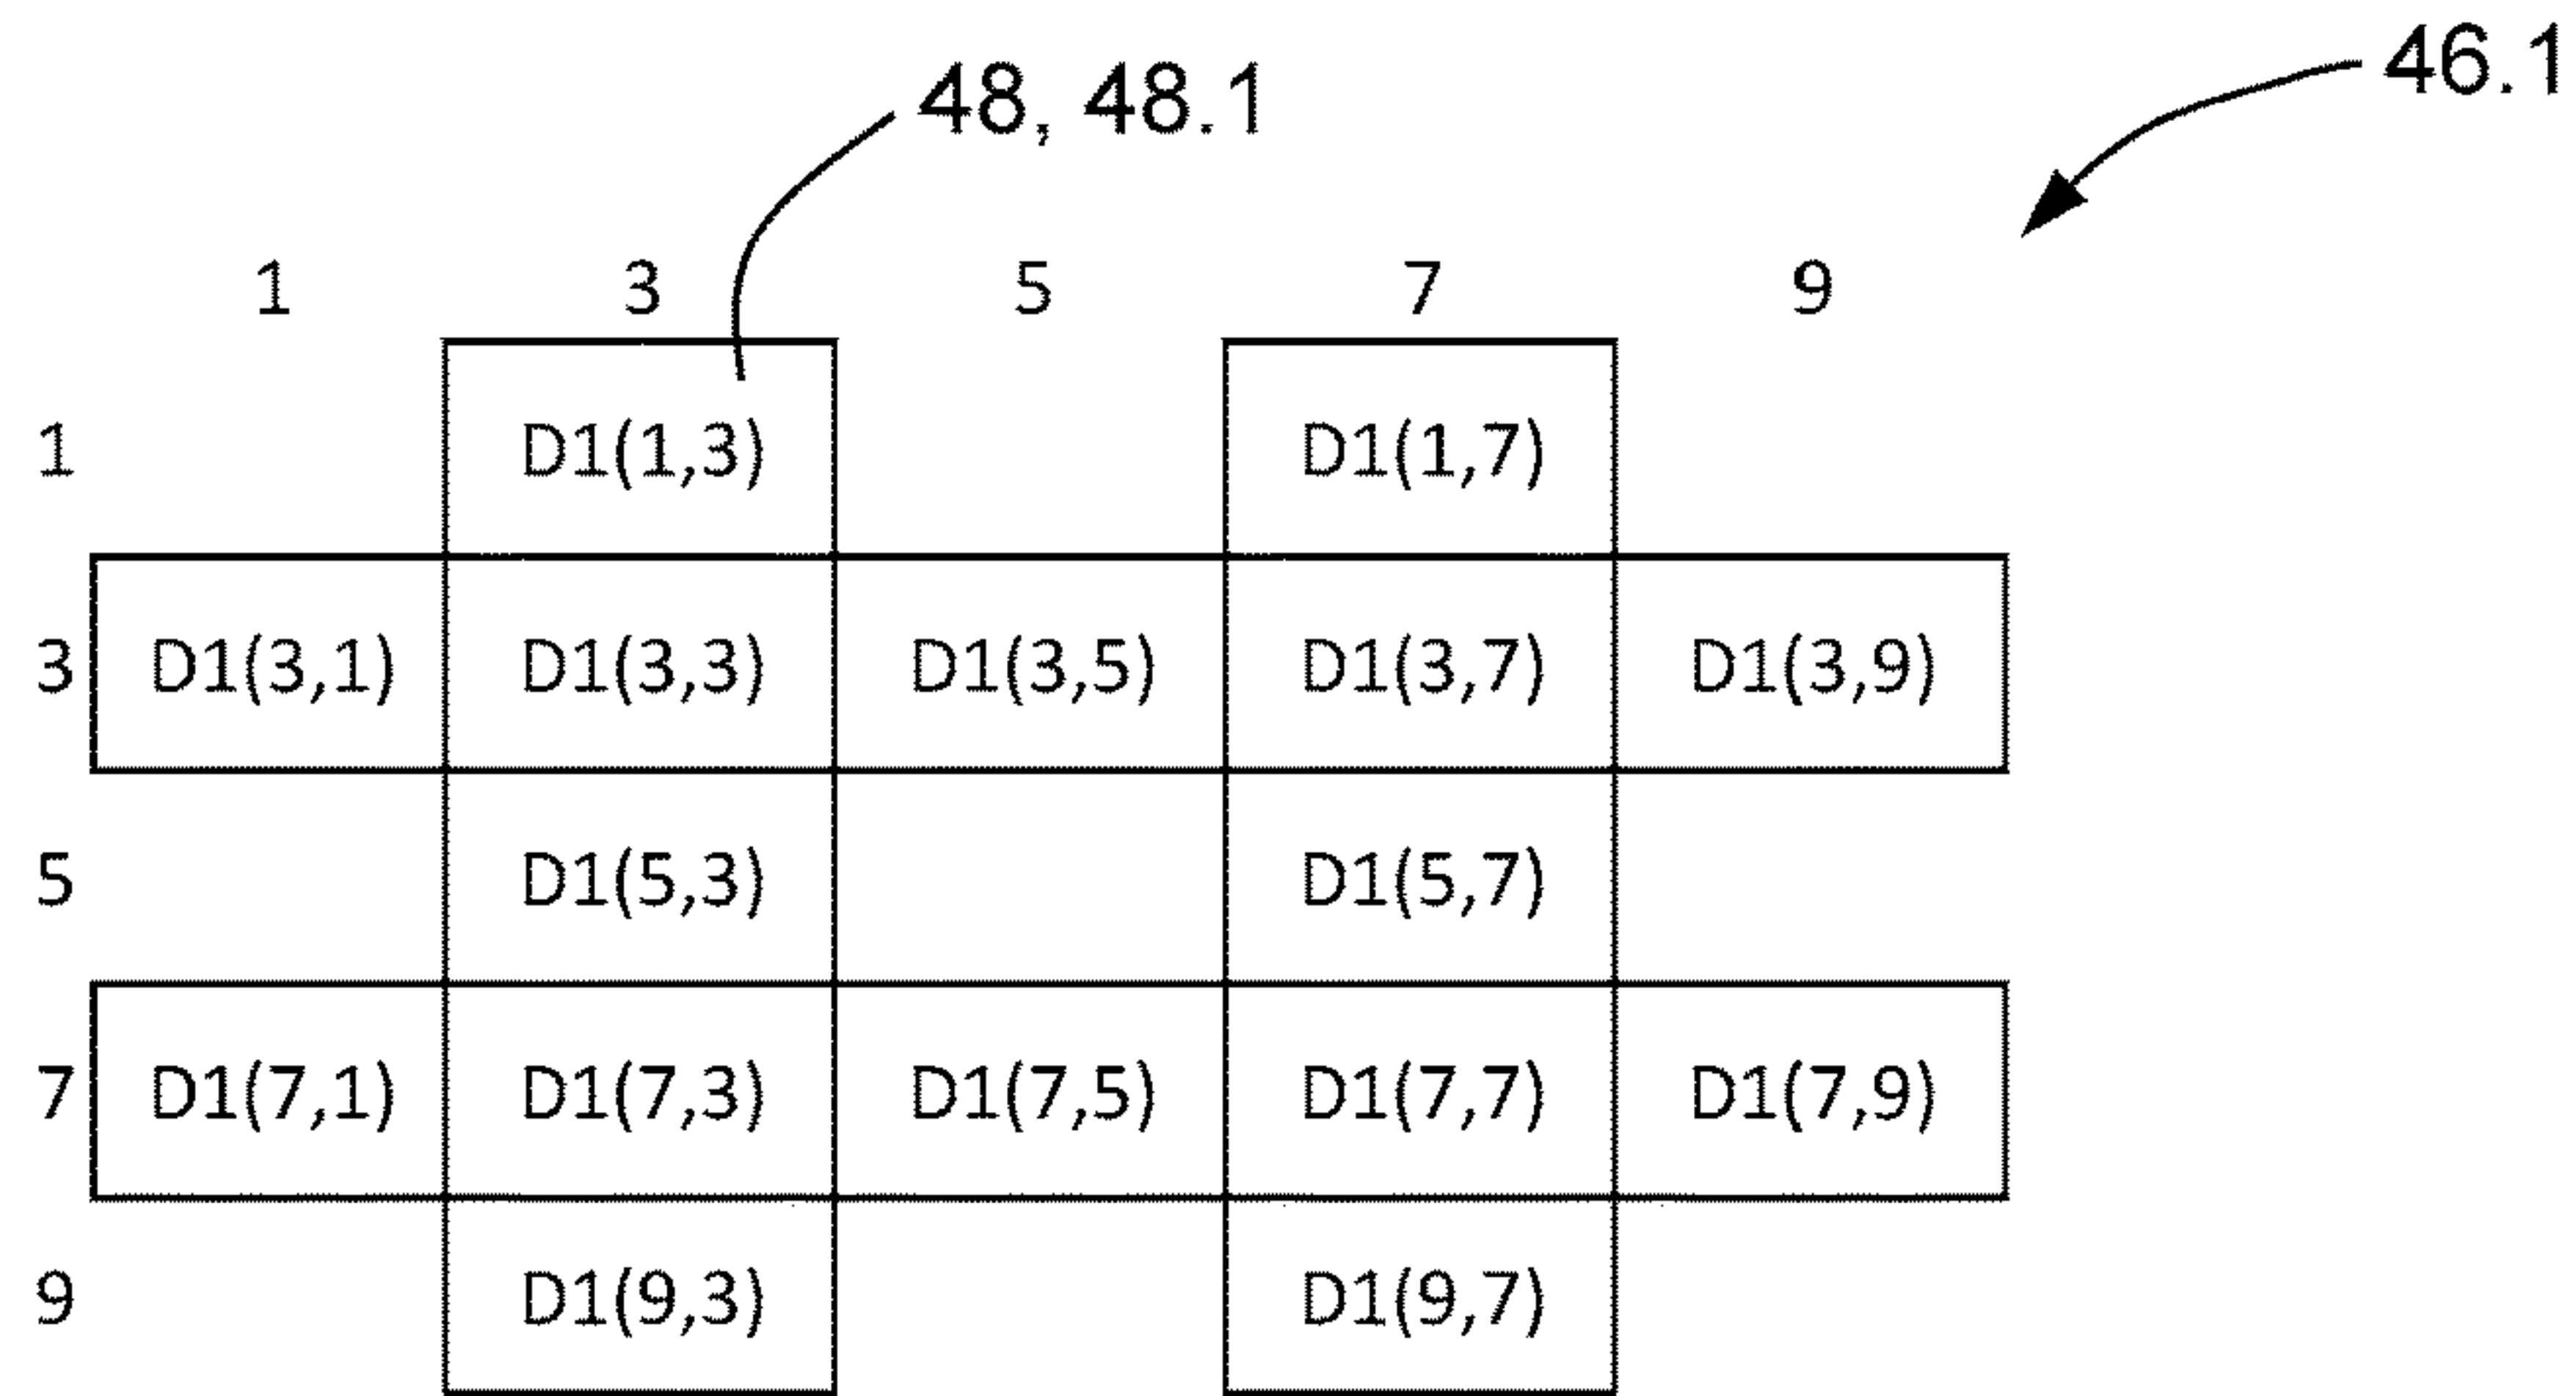 48, 48.1
46.1
1 3 5 7 9
1 D1(1,3) D1(1,7)
3 D1(3,1) D1(3,3) D1(3,5) D1(3,7) D1(3,9)
5 D1(5,3) D1(5,7)
7 D1(7,1) D1(7,3) D1(7,5) D1(7,7) D1(7,9)
9 D1(9,3) D1(9,7)